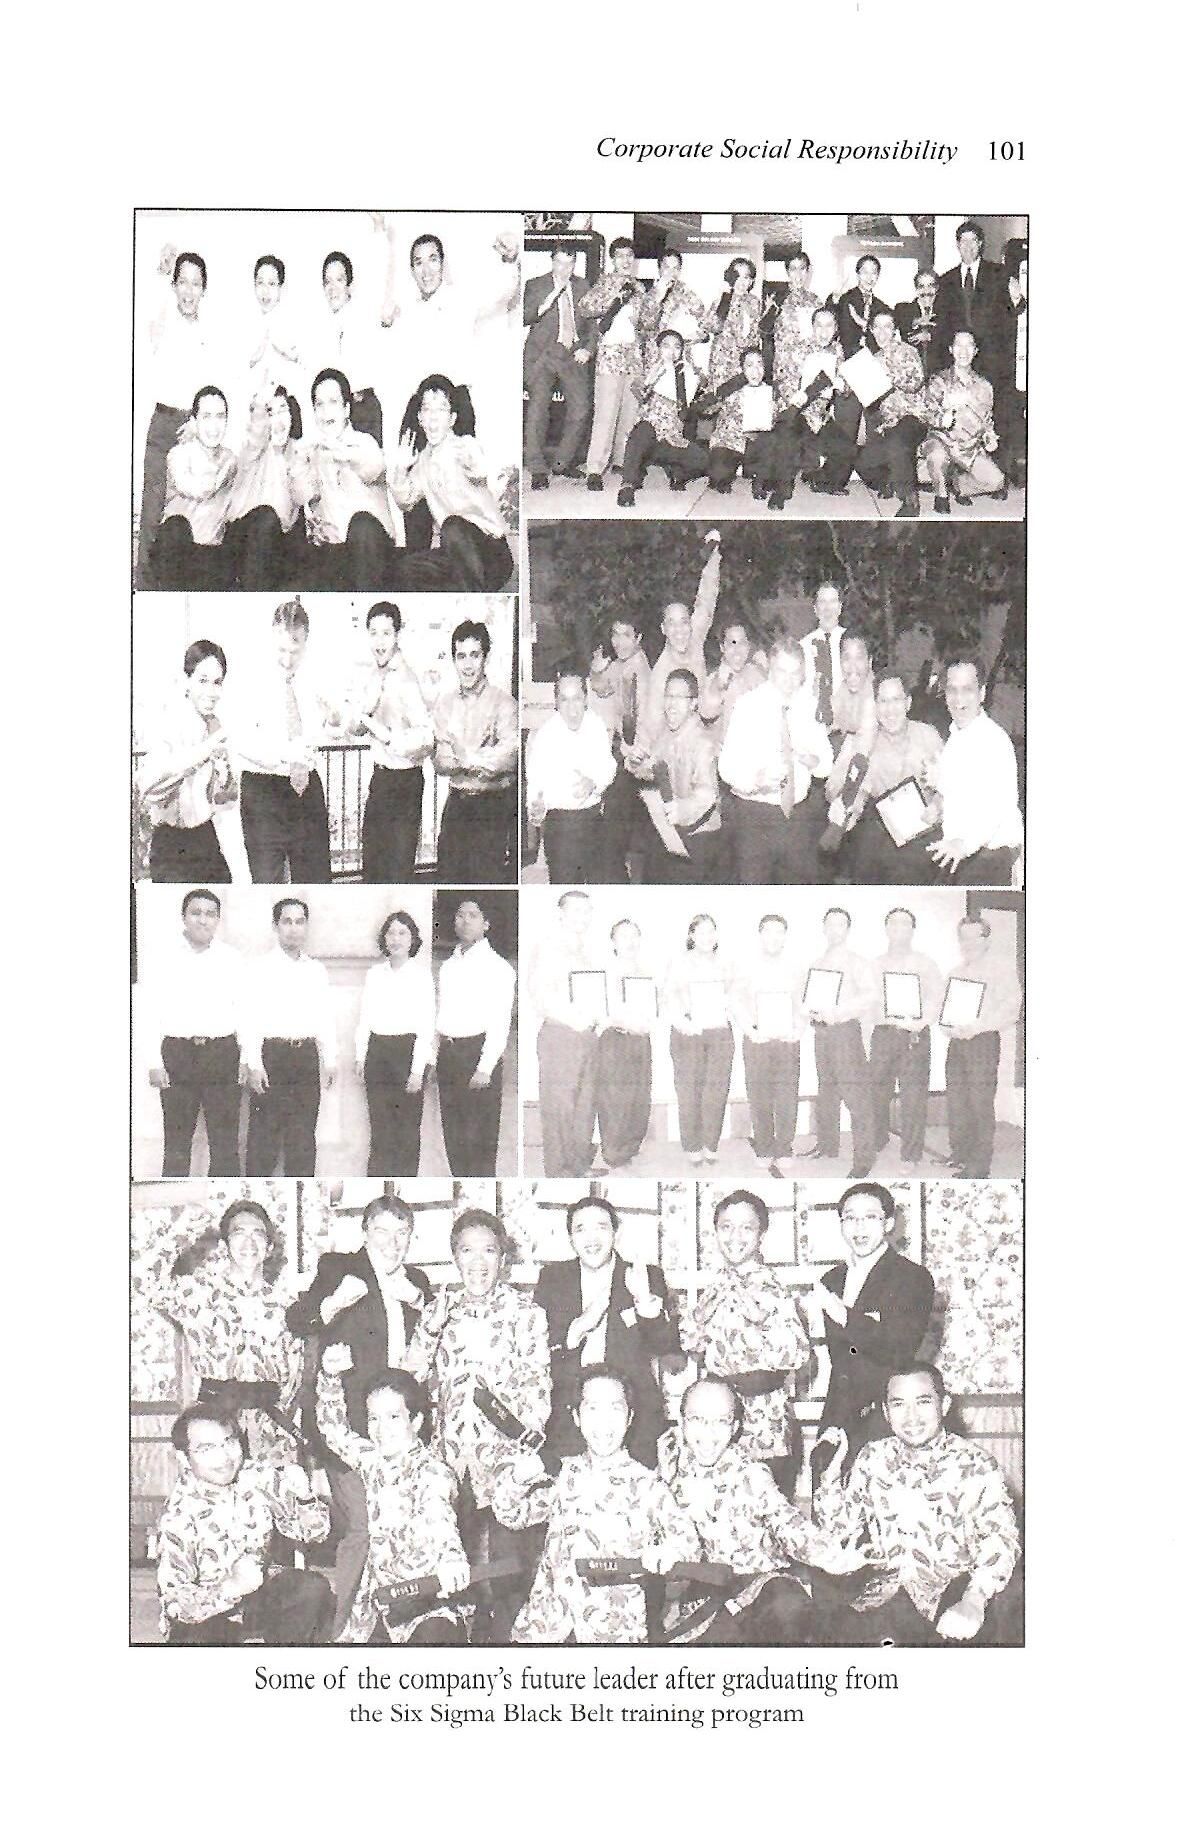 Corporate Social Responsibility 101
Some of the company's future leader after graduating from
the Six Sigma Black Belt training program